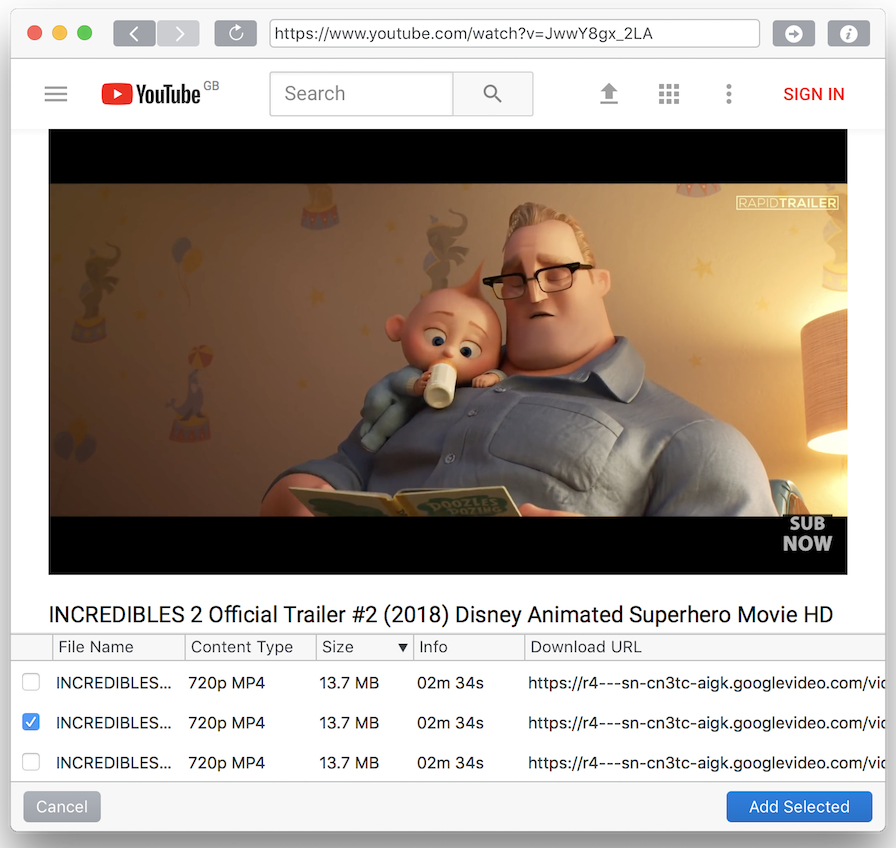 https://www.youtube.com/watch?v=JwwY8gx_2LA
YouTube GB
Search
SIGN IN
RAPIDTRAILER
DOOZLES
DOZING
SUB
NOW
INCREDIBLES 2 Official Trailer #2 (2018) Disney Animated Superhero Movie HD
File Name Content Type Size ▼ Info Download URL
INCREDIBLES... 720p MP4 13.7 MB 02m 34s https://r4---sn-cn3tc-aigk.googlevideo.com/vid
INCREDIBLES... 720p MP4 13.7 MB 02m 34s https://r4---sn-cn3tc-aigk.googlevideo.com/vid
INCREDIBLES... 720p MP4 13.7 MB 02m 34s https://r4---sn-cn3tc-aigk.googlevideo.com/vid
Cancel Add Selected